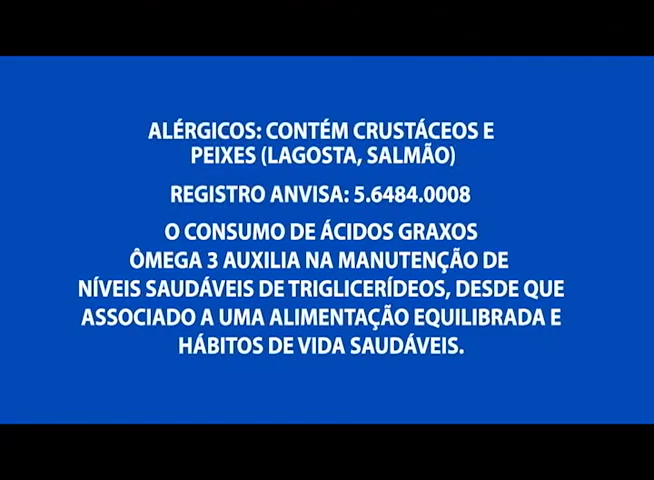 ALÉRGICOS: CONTÉM CRUSTÁCEOS E
PEIXES (LAGOSTA, SALMÃO)
REGISTRO ANVISA: 5.6484.0008
O CONSUMO DE ÁCIDOS GRAXOS
ÔMEGA 3 AUXILIA NA MANUTENÇÃO DE
NÍVEIS SAUDÁVEIS DE TRIGLICERÍDEOS, DESDE QUE
ASSOCIADO A UMA ALIMENTAÇÃO EQUILIBRADA E
HÁBITOS DE VIDA SAUDÁVEIS.